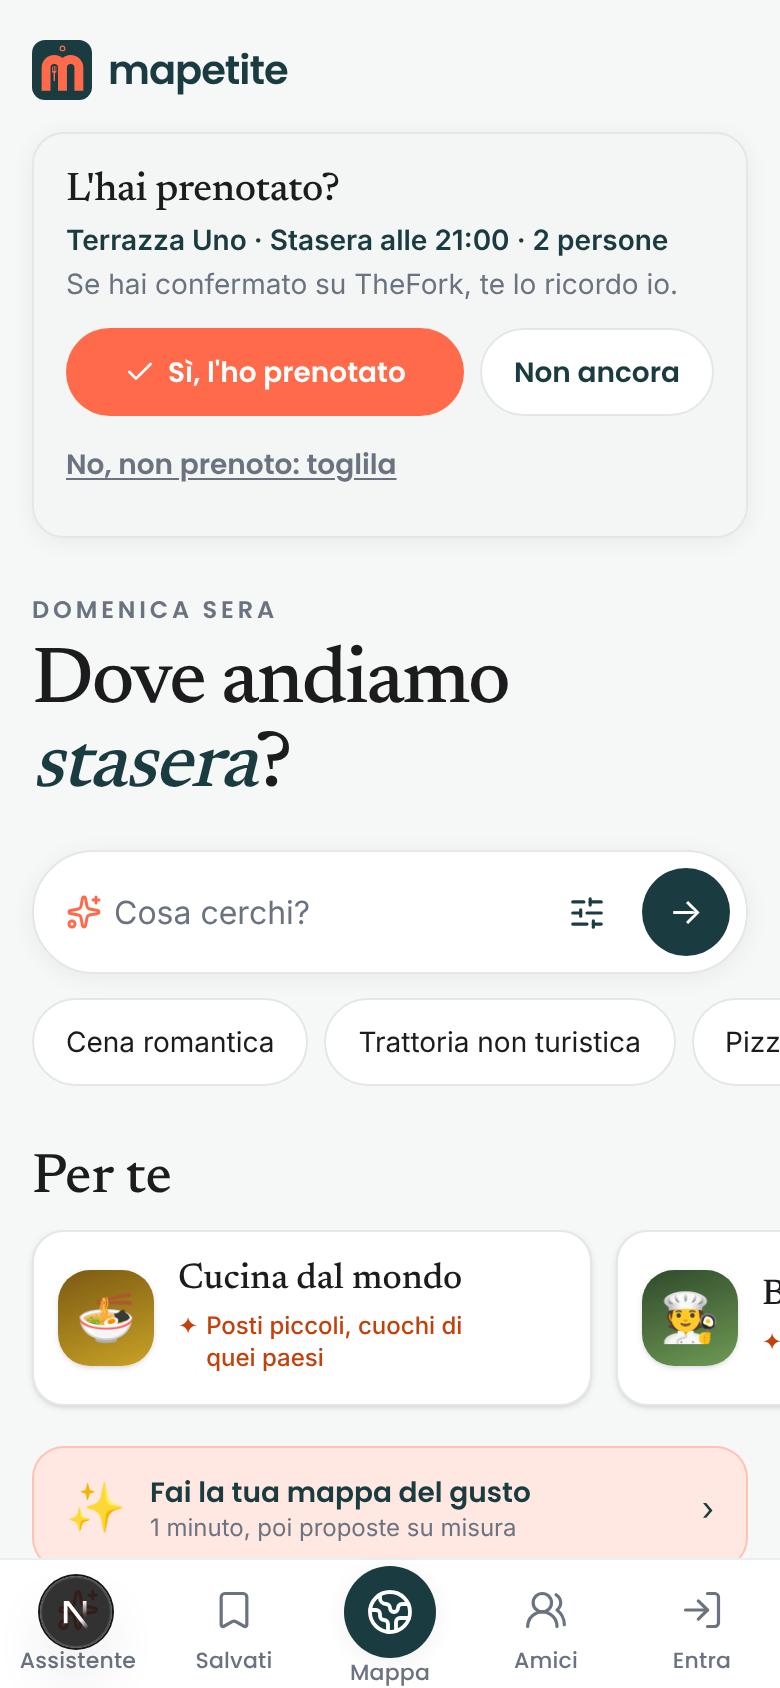 mapetite
L'hai prenotato?
Terrazza Uno · Stasera alle 21:00 · 2 persone
Se hai confermato su TheFork, te lo ricordo io.
Sì, l'ho prenotato
Non ancora
No, non prenoto: toglila
DOMENICA SERA
Dove andiamo
stasera?
Cosa cerchi?
Cena romantica
Trattoria non turistica
Pizz
Per te
Cucina dal mondo
Posti piccoli, cuochi di
quei paesi
B
Fai la tua mappa del gusto
1 minuto, poi proposte su misura
N
Assistente
Salvati
Mappa
Amici
Entra